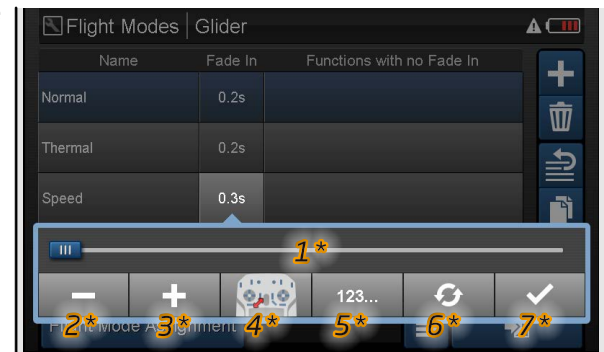 Flight Modes | Glider
Name Fade In Functions with no Fade In
Normal 0.2s
Thermal 0.2s
Speed 0.3s
1*
123...
2* 3* 4* 5* 6* 7*
Flight Mode Assignment